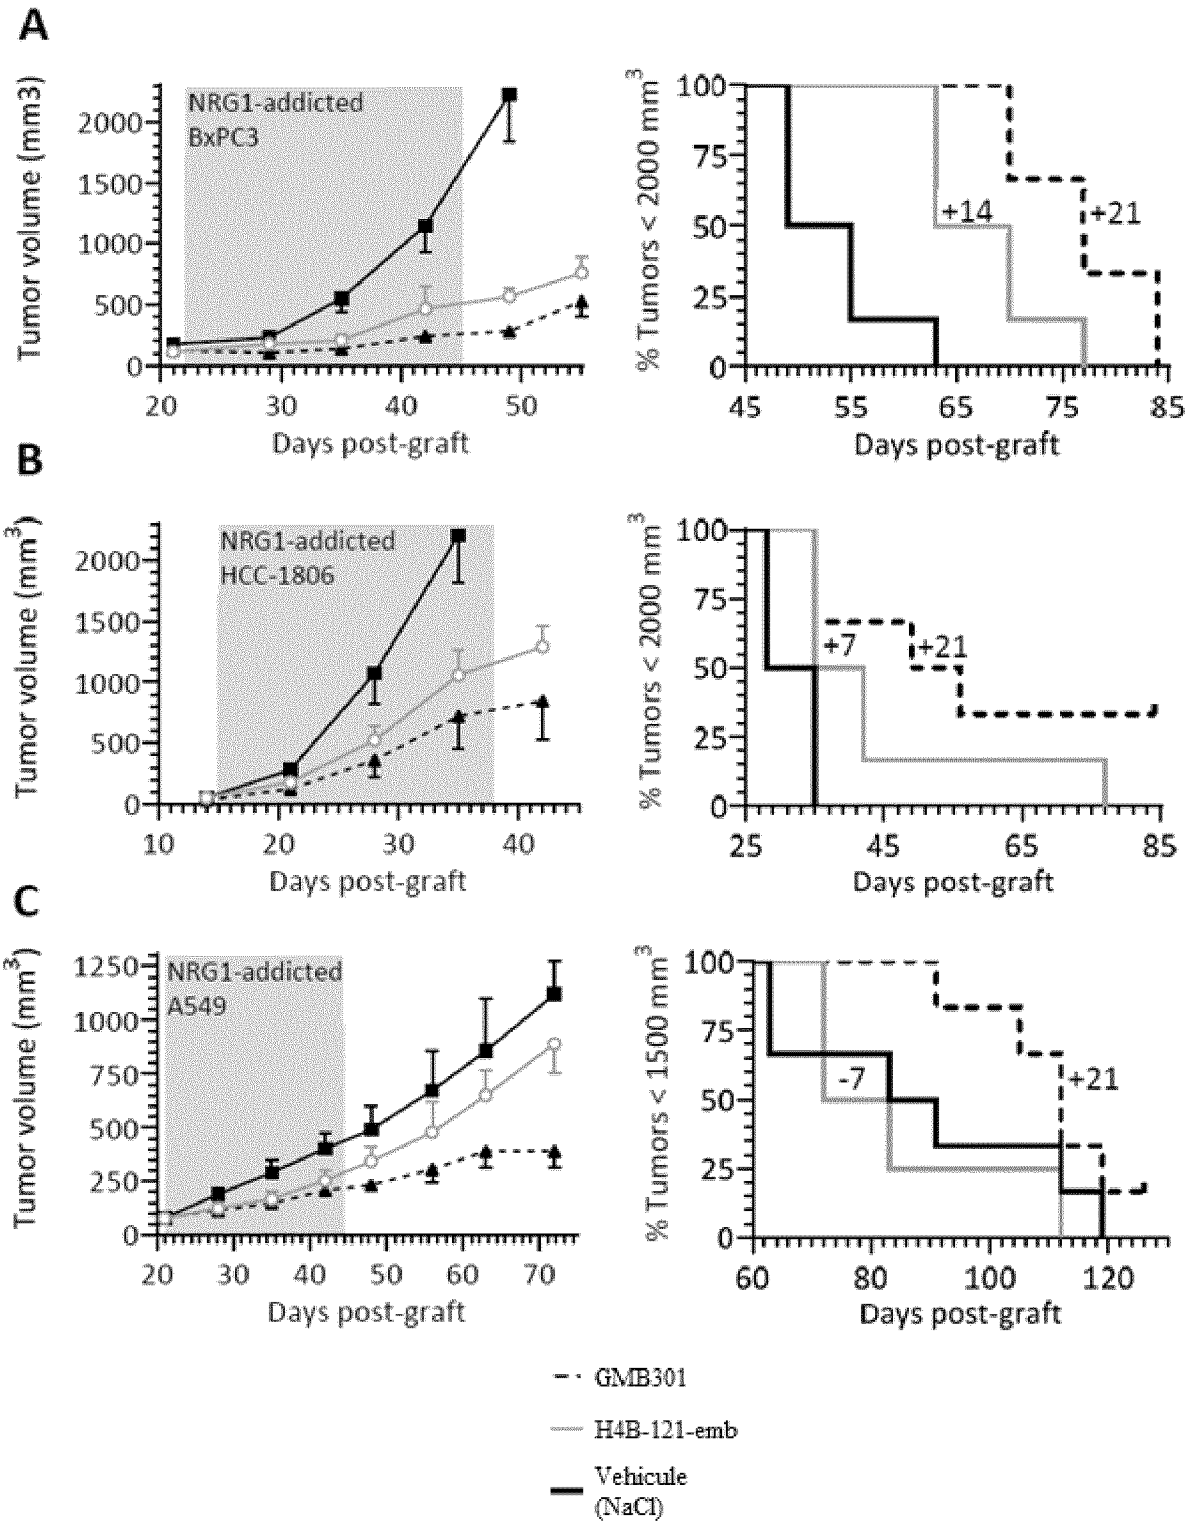 A
Tumor volume (mm3)
2000
1500
1000
500
0
NRG1-addicted
BxPC3
20 30 40 50
Days post-graft
% Tumors < 2000 mm3
100
75
50
25
0
+14
+21
45 55 65 75 85
Days post-graft
B
Tumor volume (mm3)
2000
1500
1000
500
0
NRG1-addicted
HCC-1806
10 20 30 40
Days post-graft
% Tumors < 2000 mm3
100
75
50
25
0
+7
+21
25 45 65 85
Days post-graft
C
Tumor volume (mm3)
1250
1000
750
500
250
0
NRG1-addicted
A549
20 30 40 50 60 70
Days post-graft
% Tumors < 1500 mm3
100
75
50
25
0
-7
+21
60 80 100 120
Days post-graft
GMB301
H4B-121-emb
Vehicule
(NaCl)